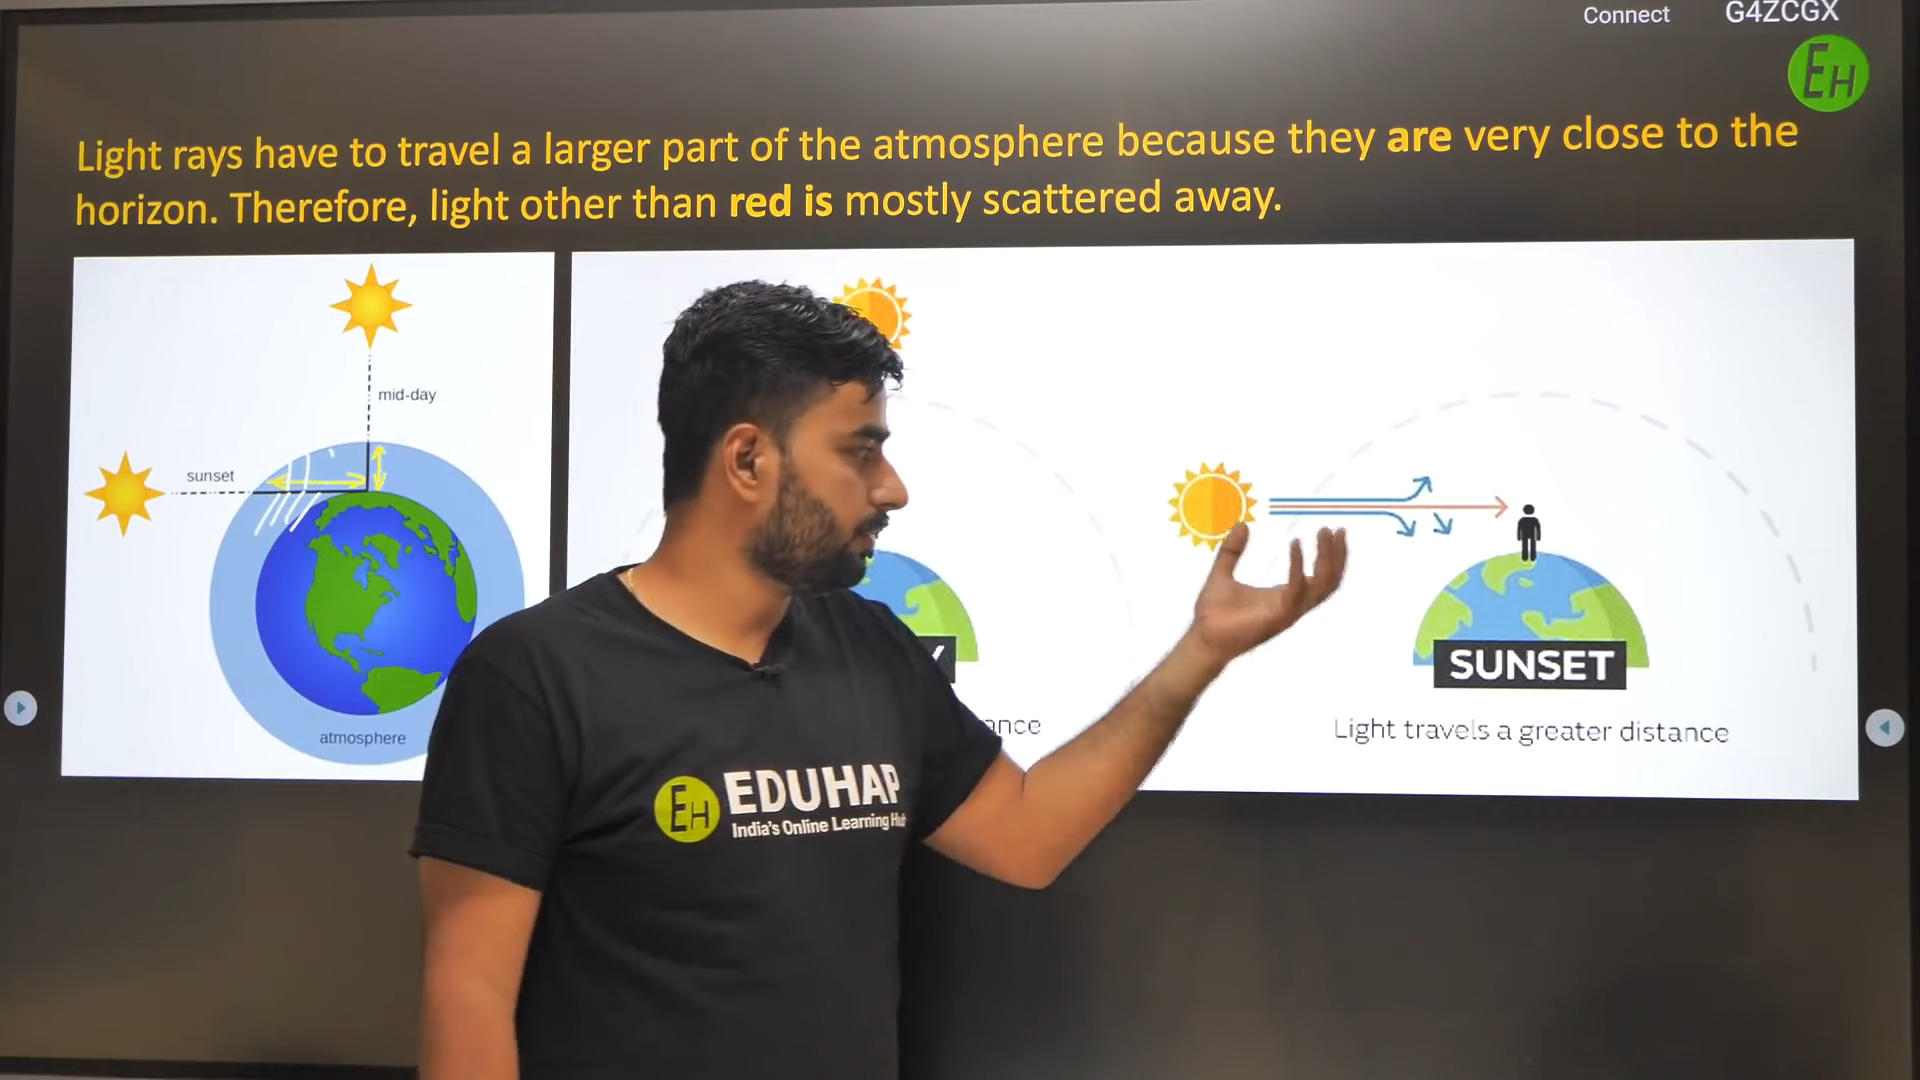 Connect G4ZCGX
EH
Light rays have to travel a larger part of the atmosphere because they are very close to the
horizon. Therefore, light other than red is mostly scattered away.
mid-day
sunset
atmosphere
SUNSET
Light travels a greater distance
EH EDUHAP
India's Online Learning Hub